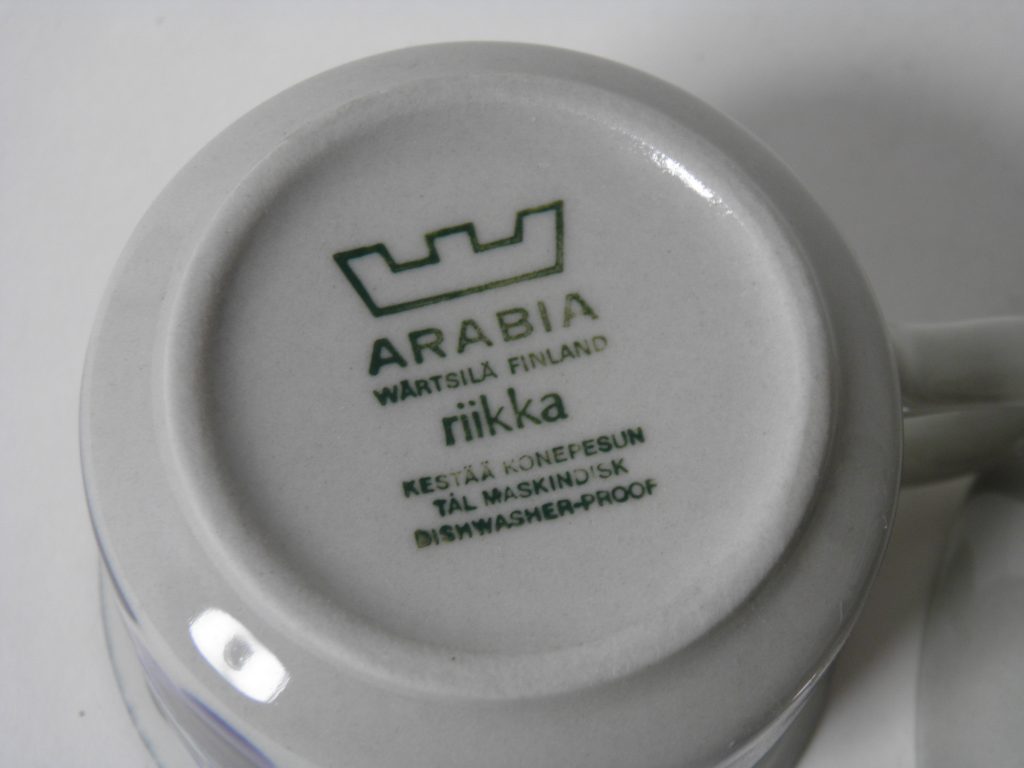 ARABIA
WÄRTSILÄ FINLAND
riikka
KESTÄÄ KONEPESUN
TÅL MASKINDISK
DISHWASHER-PROOF